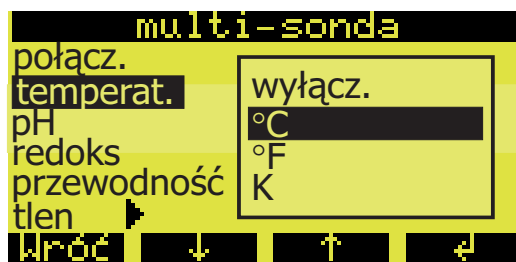 multi-sonda
połącz.
temperat.
pH
redoks
przewodność
tlen
wyłącz.
°C
°F
K
Wróć ↓ ↑ ↲